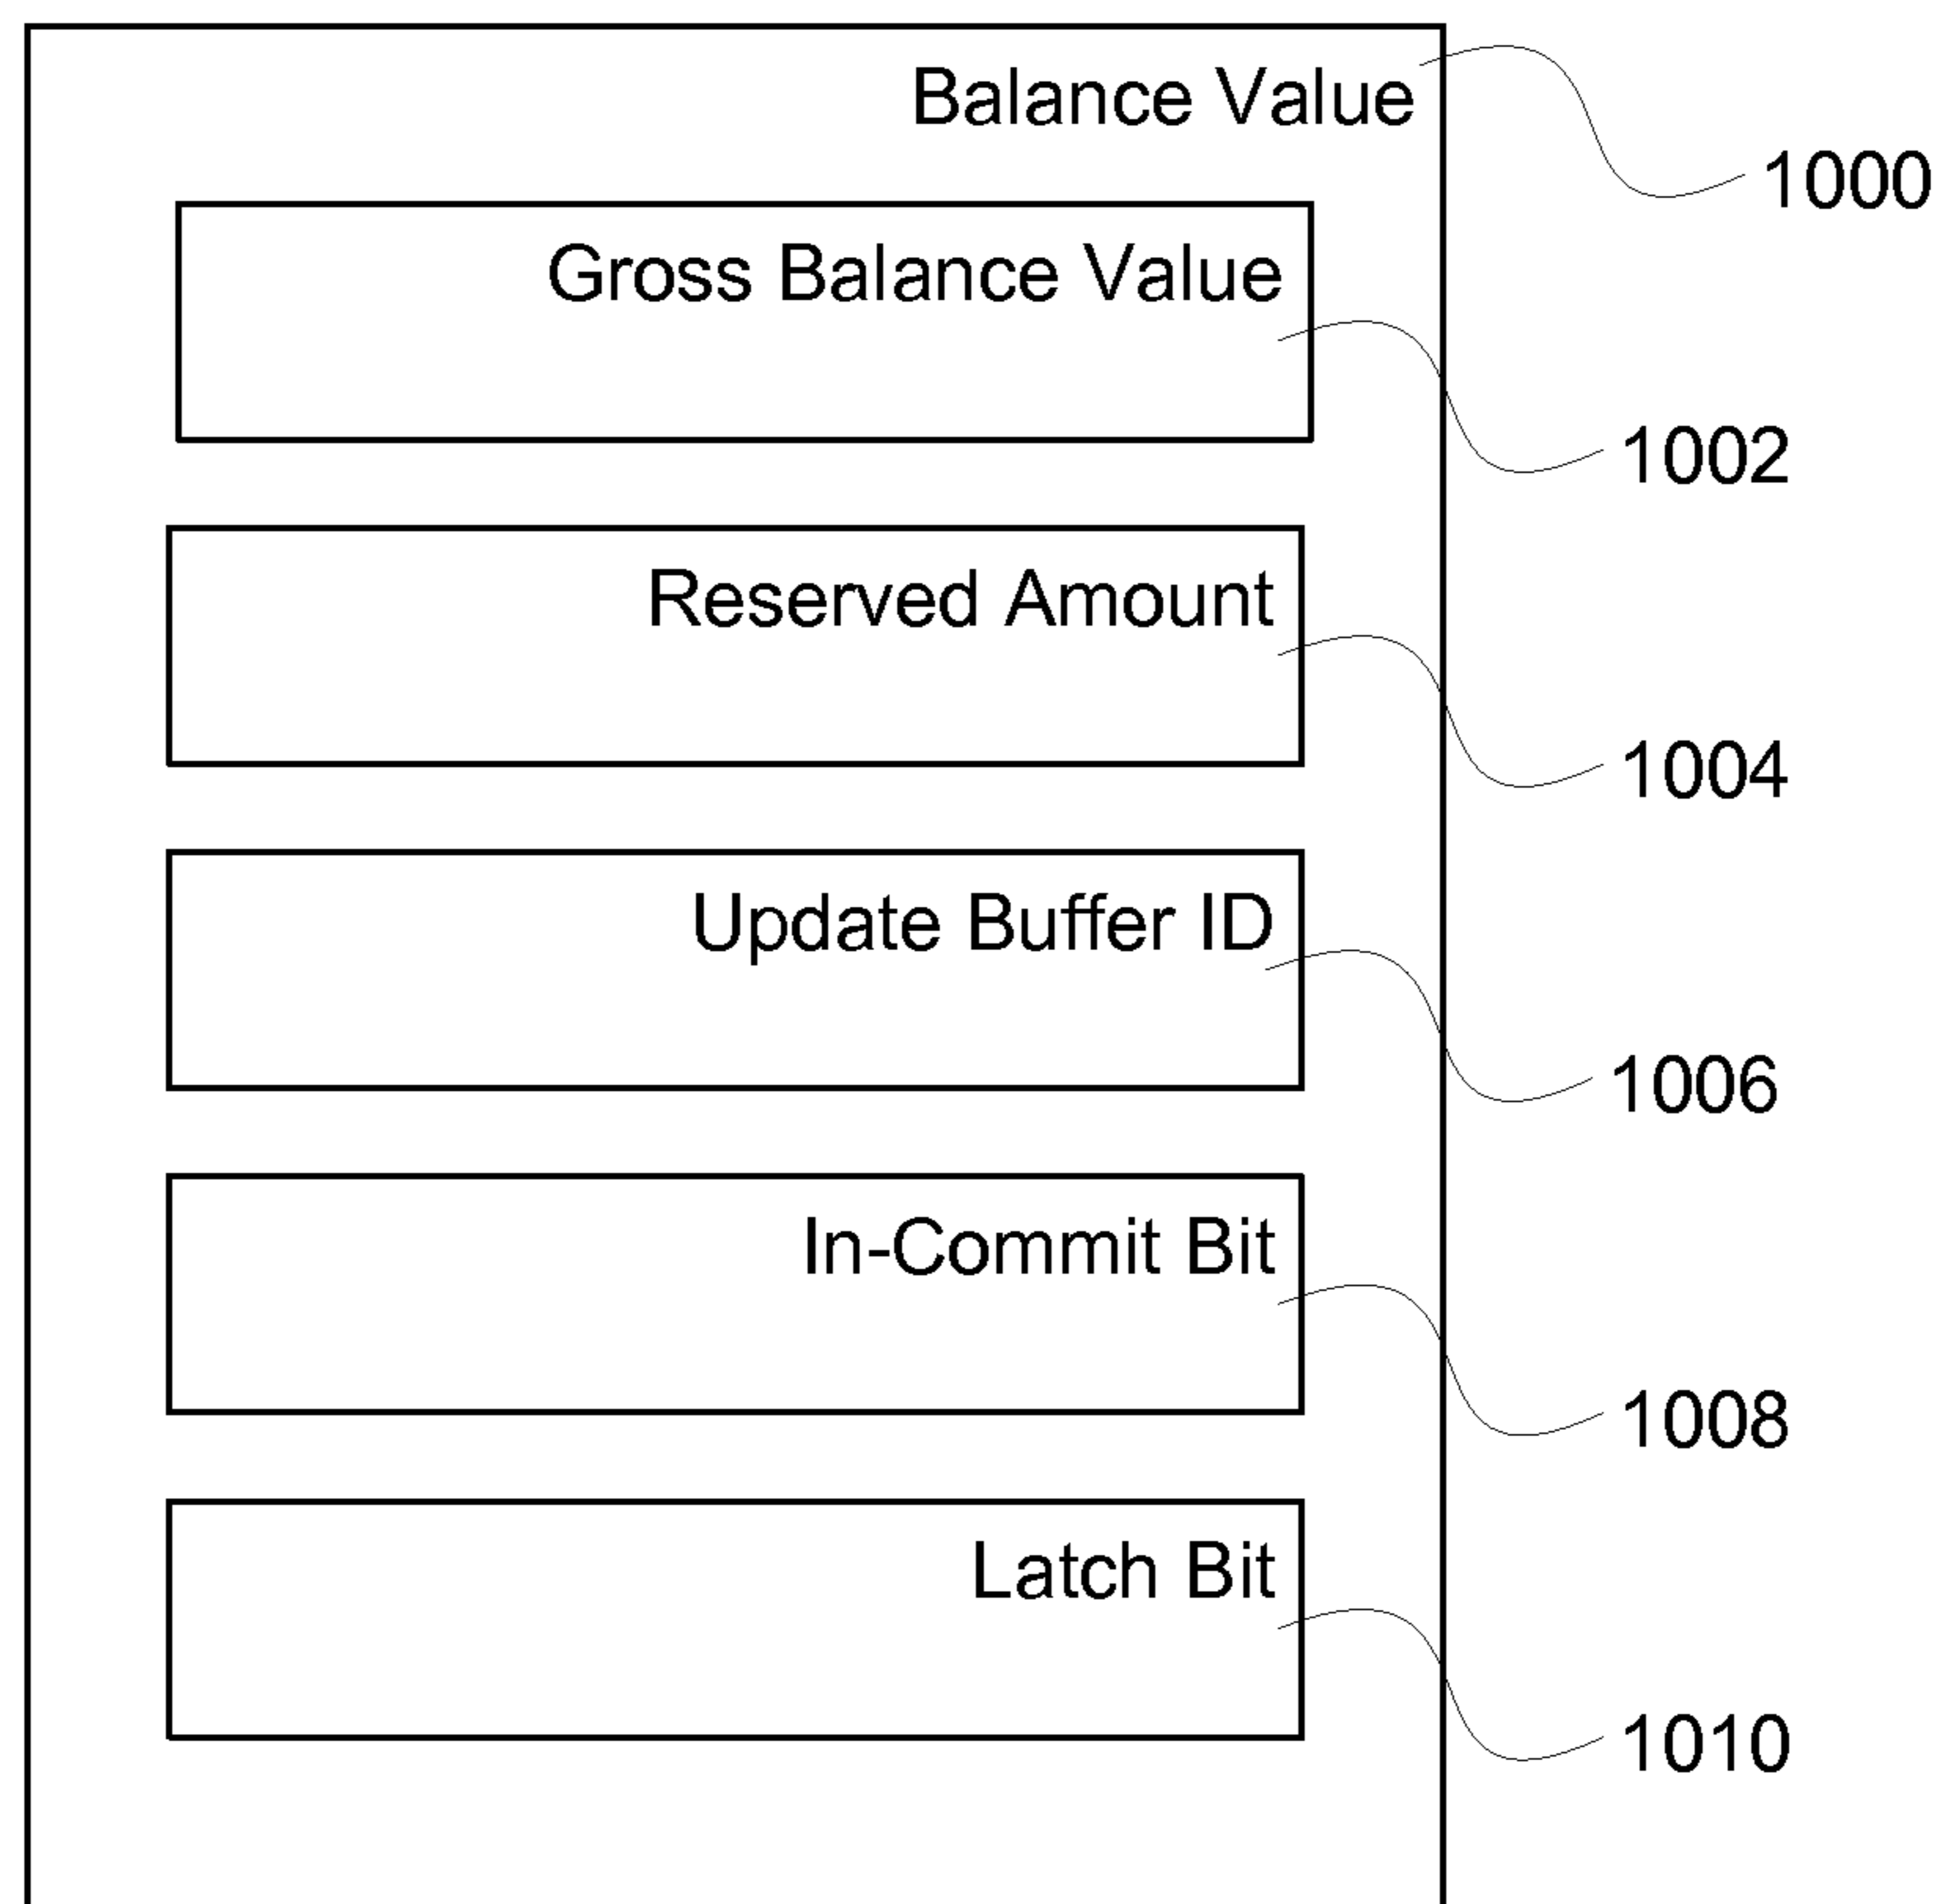 Balance Value
1000
Gross Balance Value
1002
Reserved Amount
1004
Update Buffer ID
1006
In-Commit Bit
1008
Latch Bit
1010